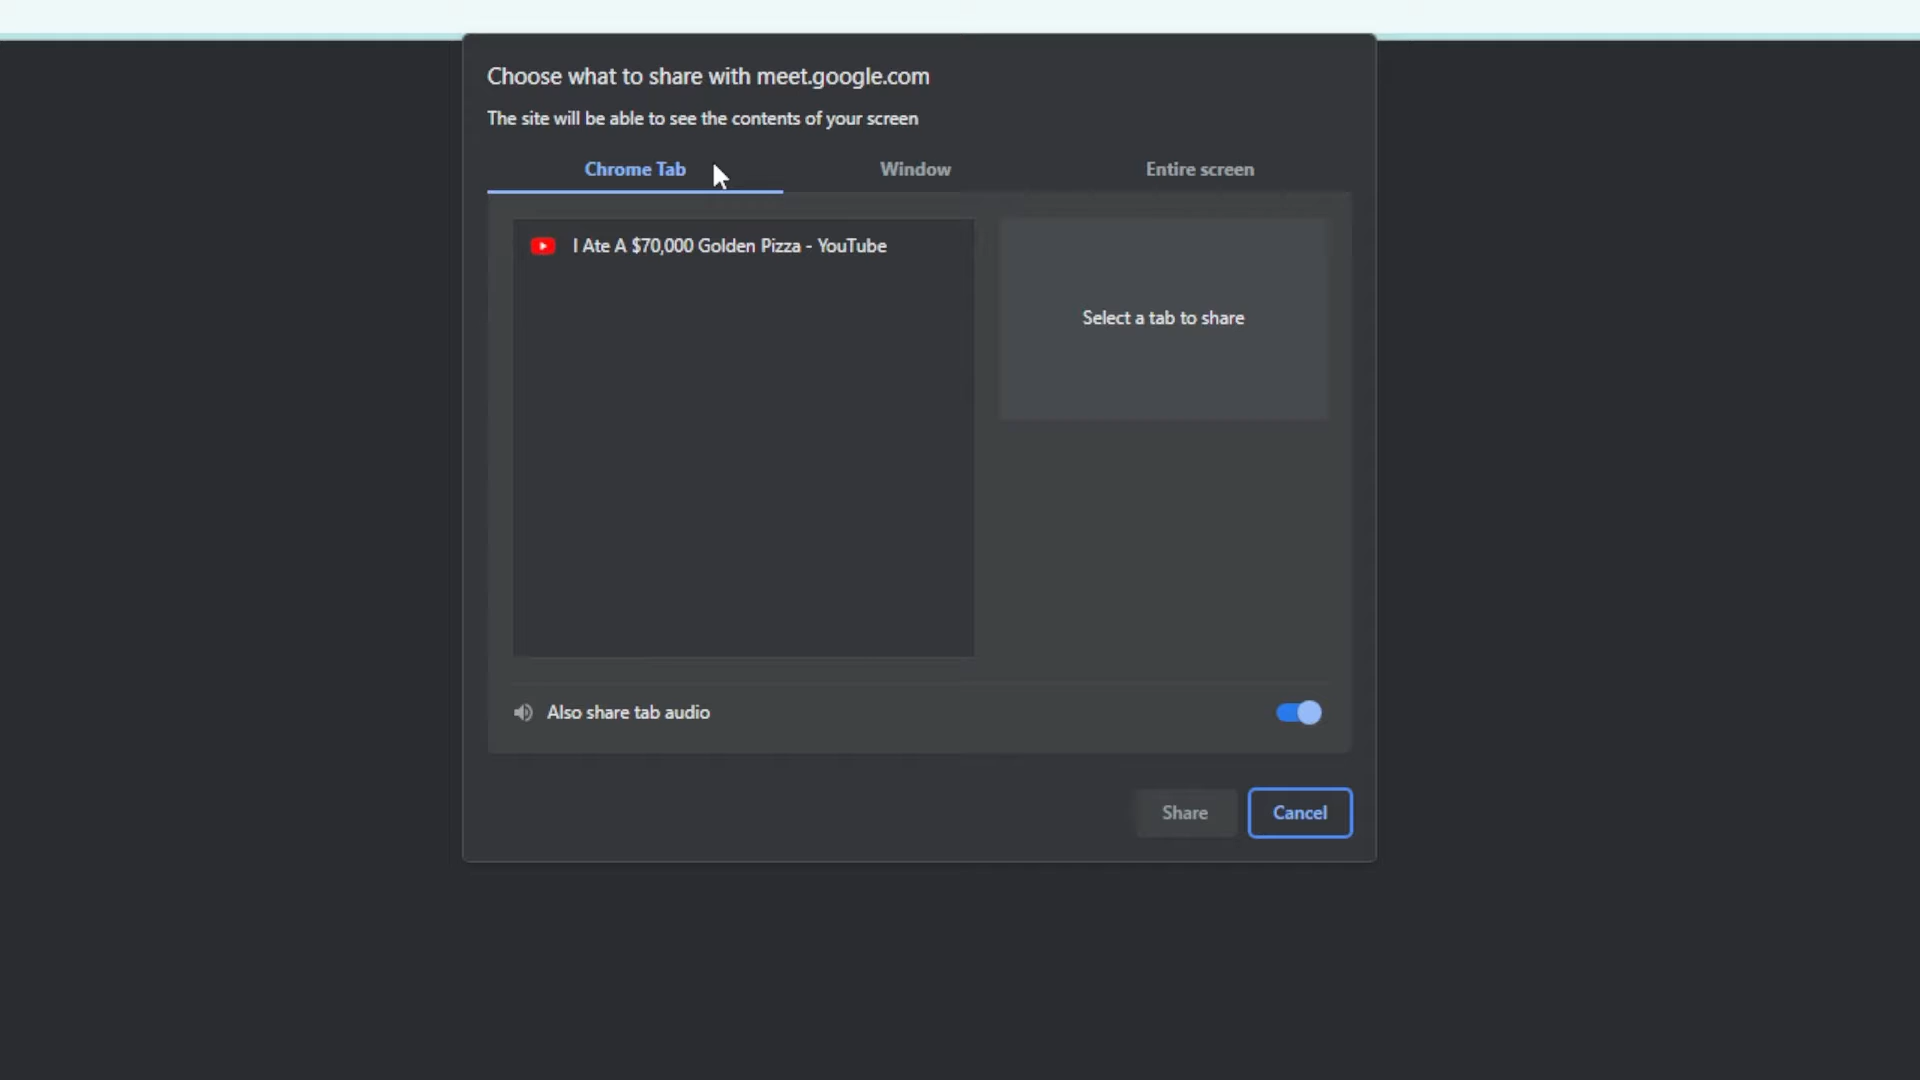 Choose what to share with meet.google.com
The site will be able to see the contents of your screen
Chrome Tab
Window
Entire screen
I Ate A $70,000 Golden Pizza - YouTube
Select a tab to share
Also share tab audio
Share
Cancel